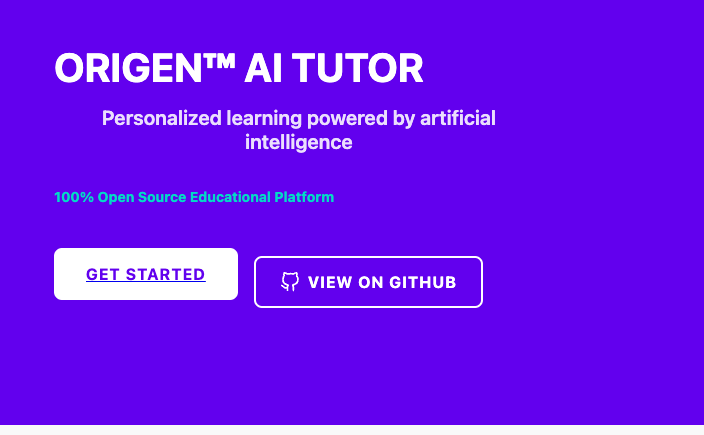 ORIGEN™ AI TUTOR
Personalized learning powered by artificial
intelligence
100% Open Source Educational Platform
GET STARTED
VIEW ON GITHUB